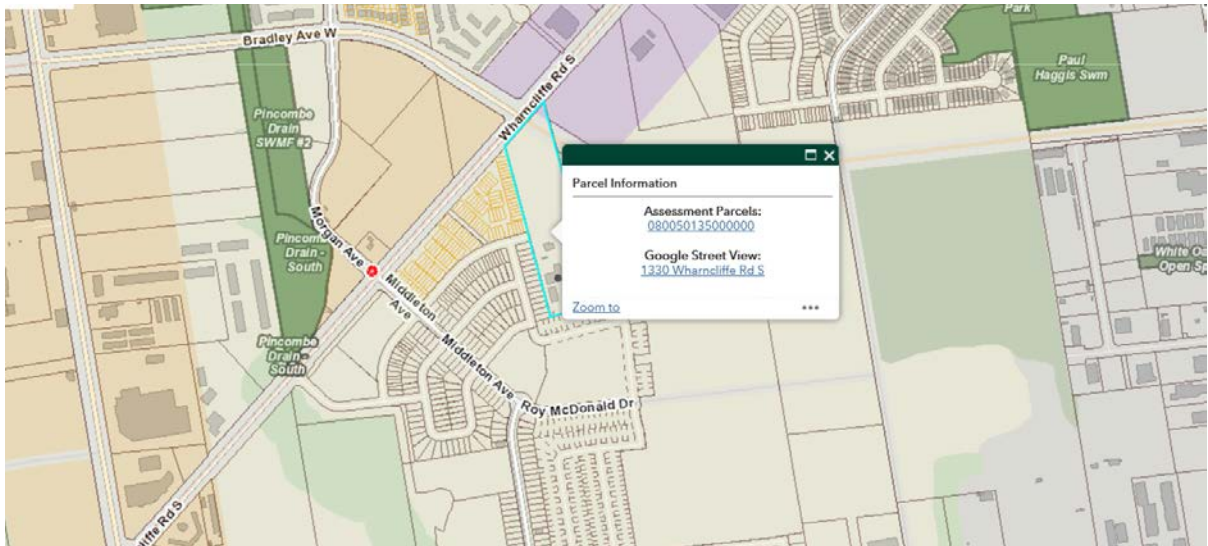 Park
Bradley Ave W
Paul
Haggis Swm
Wharncliffe Rd S
Pincombe
Drain
SWMF #2
Parcel Information
Assessment Parcels:
080050135000000
Morgan Ave
Pincombe
Drain -
South
Google Street View:
1330 Wharncliffe Rd S
White Oa
Open Sp
Middleton
Ave
Zoom to
Pincombe
Drain -
South
Middleton Ave
Roy McDonald Dr
liffe Rd S